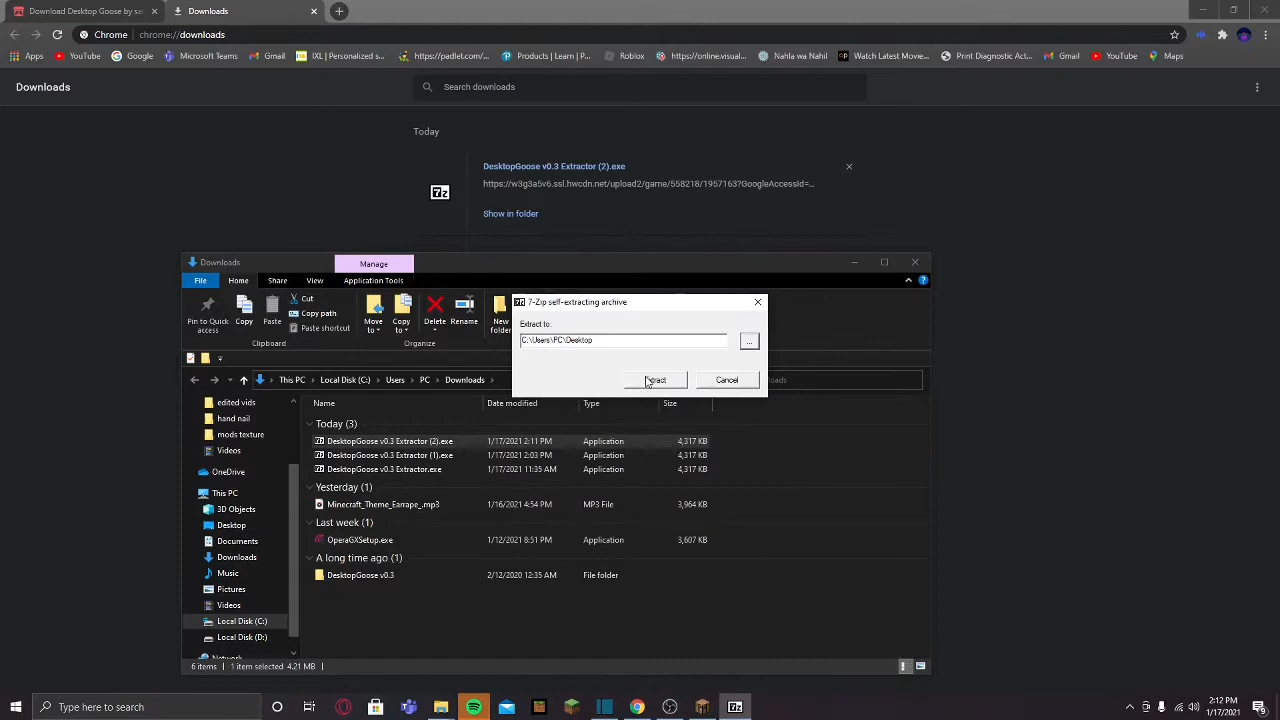 Download Desktop Goose by sa
Downloads
Chrome
chrome://downloads
Apps
YouTube
Google
Microsoft Teams
Gmail
IXL | Personalized s...
https://padlet.com/...
Products | Learn | P...
Roblox
https://online.visual...
Nahla wa Nahil
Watch Latest Movie...
Print Diagnostic Act...
Gmail
YouTube
Maps
Downloads
Search downloads
Today
DesktopGoose v0.3 Extractor (2).exe
https://w3g3a5v6.ssl.hwcdn.net/upload2/game/558218/1957163?GoogleAccessId=...
Show in folder
Downloads
Manage
File
Home
Share
View
Application Tools
Pin to Quick access
Copy
Paste
Cut
Copy path
Paste shortcut
Clipboard
Move to
Copy to
Delete
Rename
New folder
Organize
7-Zip self-extracting archive
Extract to:
C:\Users\PC\Desktop
...
Cancel
This PC
Local Disk (C:)
Users
PC
Downloads
edited vids
hand nail
mods texture
Videos
OneDrive
This PC
3D Objects
Desktop
Documents
Downloads
Music
Pictures
Videos
Local Disk (C:)
Local Disk (D:)
Network
Name
Date modified
Type
Size
Today (3)
DesktopGoose v0.3 Extractor (2).exe 1/17/2021 2:11 PM Application 4,317 KB
DesktopGoose v0.3 Extractor (1).exe 1/17/2021 2:03 PM Application 4,317 KB
DesktopGoose v0.3 Extractor.exe 1/17/2021 11:35 AM Application 4,317 KB
Yesterday (1)
Minecraft_Theme_Earrape_.mp3 1/16/2021 4:54 PM MP3 File 3,964 KB
Last week (1)
OperaGXSetup.exe 1/12/2021 8:51 PM Application 3,607 KB
A long time ago (1)
DesktopGoose v0.3 2/12/2020 12:35 AM File folder
6 items
1 item selected 4.21 MB
Type here to search
2:12 PM
1/17/2021